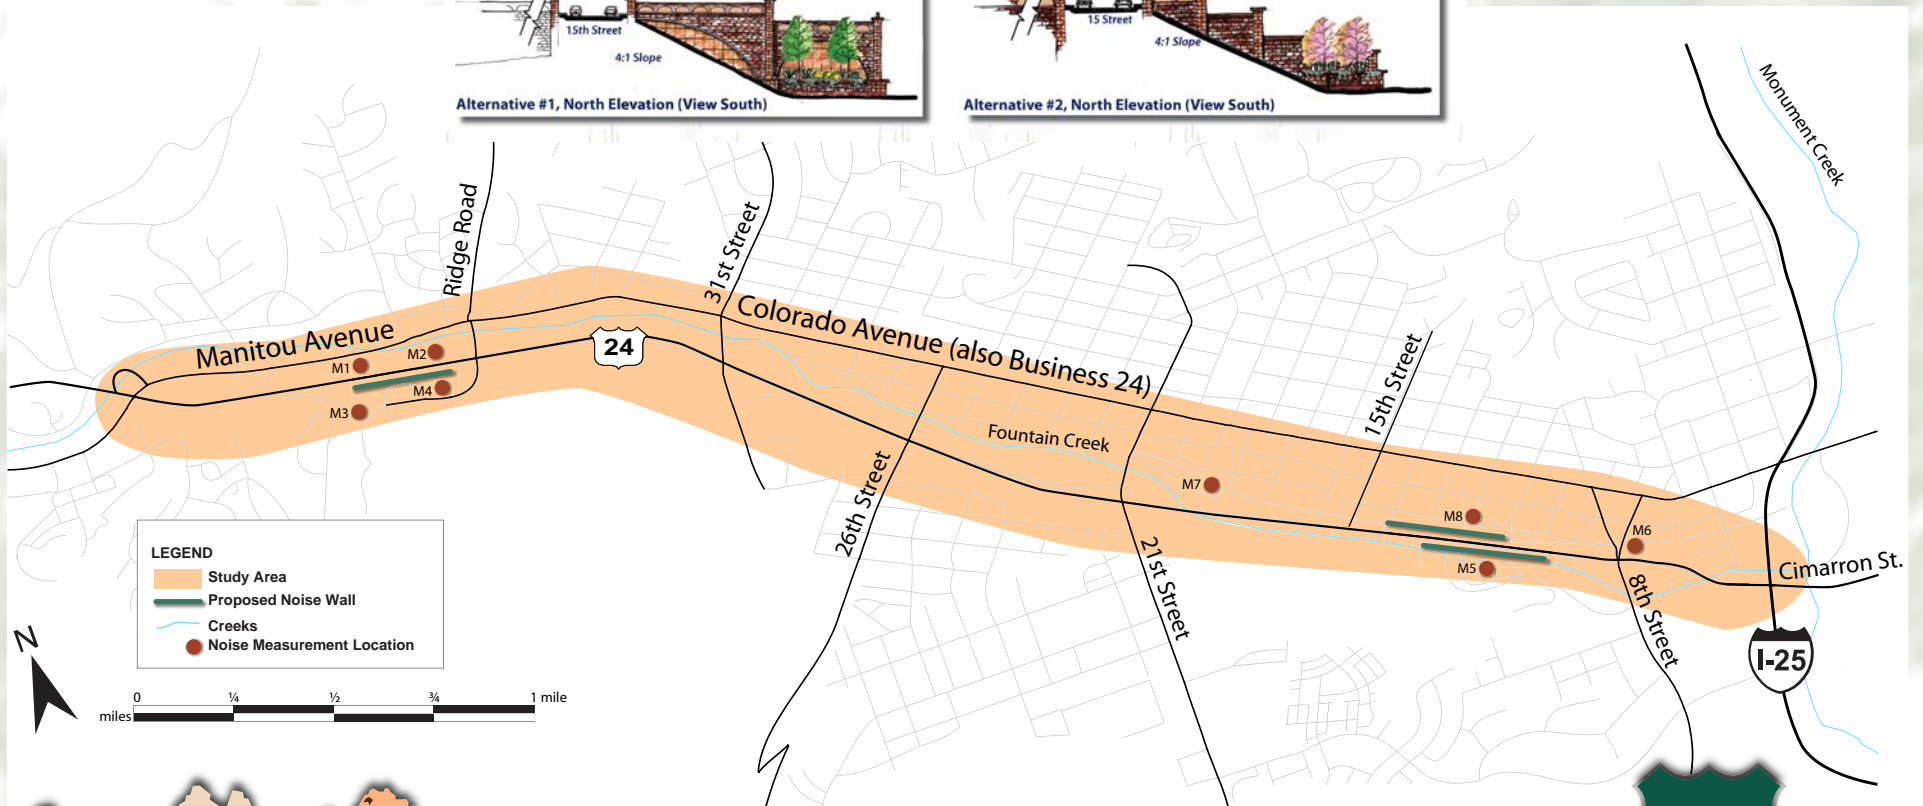 15th Street
4:1 Slope
Alternative #1, North Elevation (View South)
15 Street
4:1 Slope
Alternative #2, North Elevation (View South)
Monument Creek
Ridge Road
31st Street
Manitou Avenue
M1
M2
M3
M4
24
Colorado Avenue (also Business 24)
15th Street
Fountain Creek
26th Street
21st Street
M7
M8
M5
M6
8th Street
Cimarron St.
I-25
LEGEND
Study Area
Proposed Noise Wall
Creeks
Noise Measurement Location
N
0 ¼ ½ ¾ 1 mile
miles